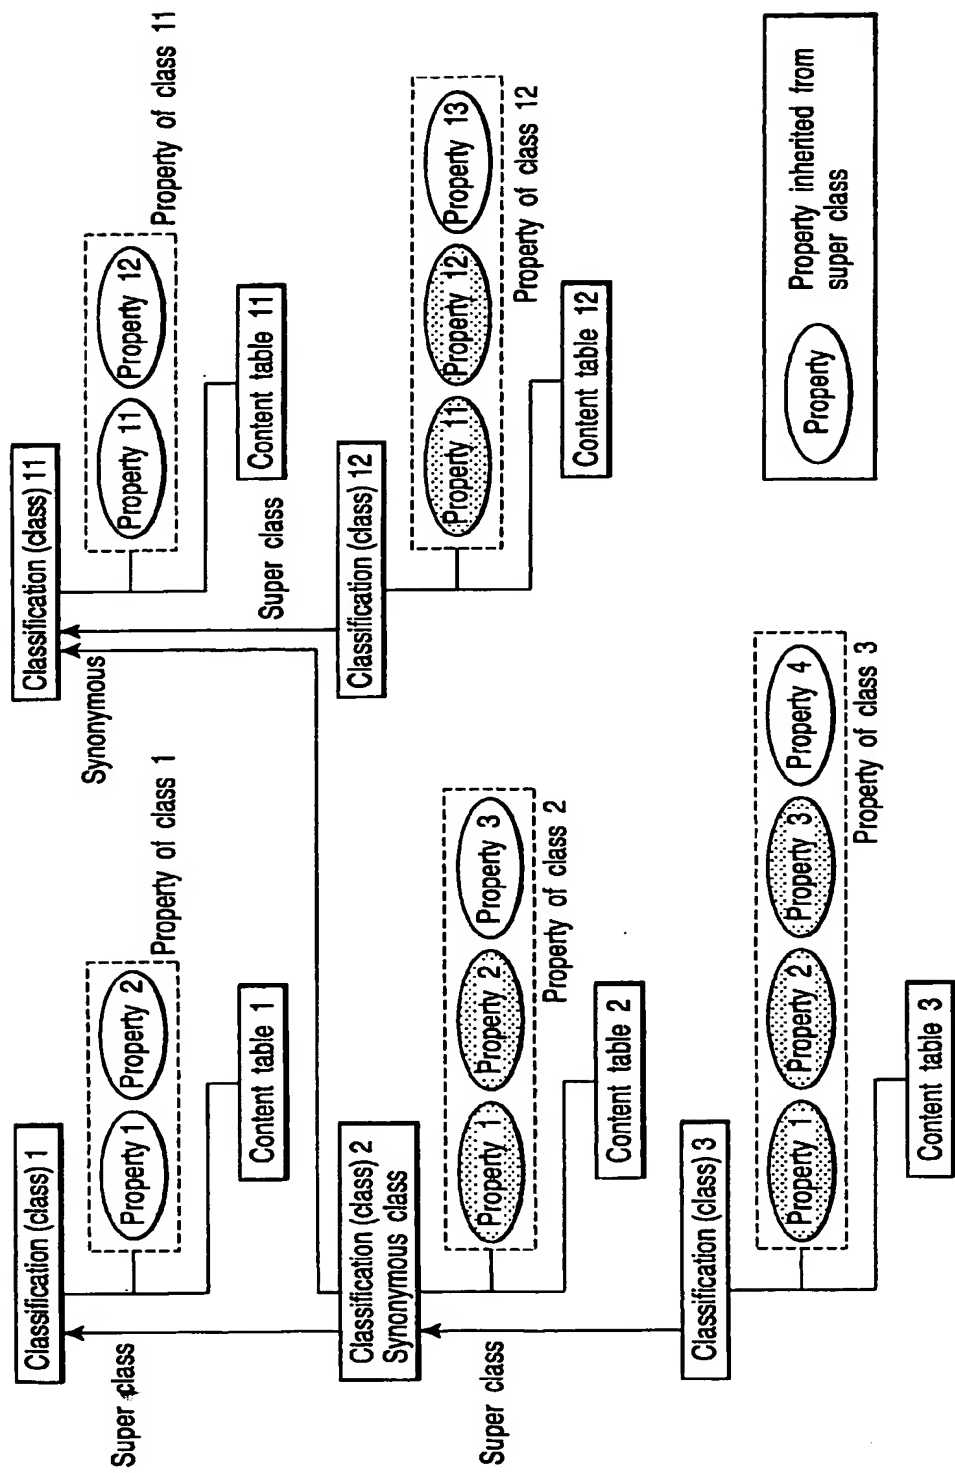 Classification (class) 1
Super class
Property 1
Property 2
Property of class 1
Content table 1
Classification (class) 2
Synonymous class
Super class
Property 1
Property 2
Property 3
Property of class 2
Content table 2
Classification (class) 3
Property 1
Property 2
Property 3
Property 4
Property of class 3
Content table 3
Synonymous
Classification (class) 11
Property 11
Property 12
Property of class 11
Content table 11
Super class
Classification (class) 12
Property 11
Property 12
Property 13
Property of class 12
Content table 12
Property
Property inherited from
super class